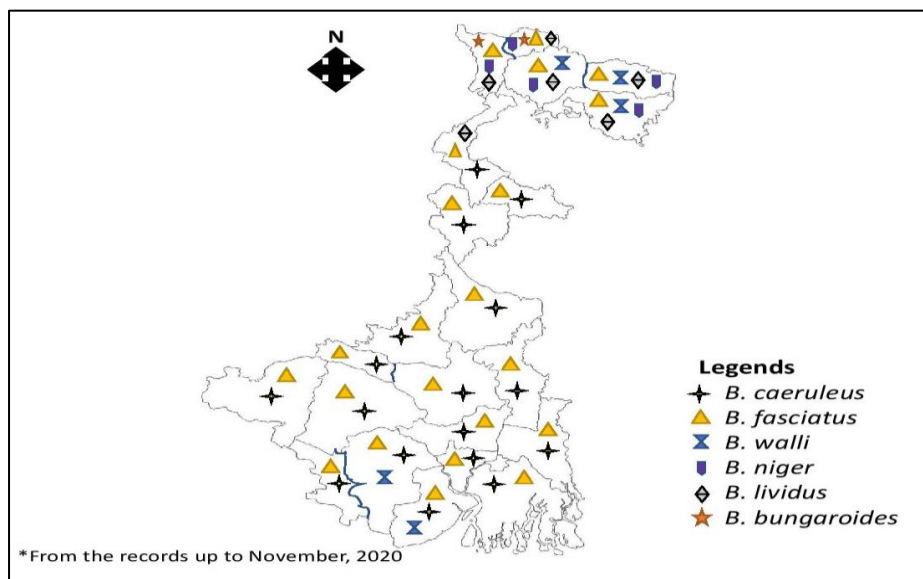 N
Legends
B. caeruleus
B. fasciatus
B. walli
B. niger
B. lividus
B. bungaroides
*From the records up to November, 2020